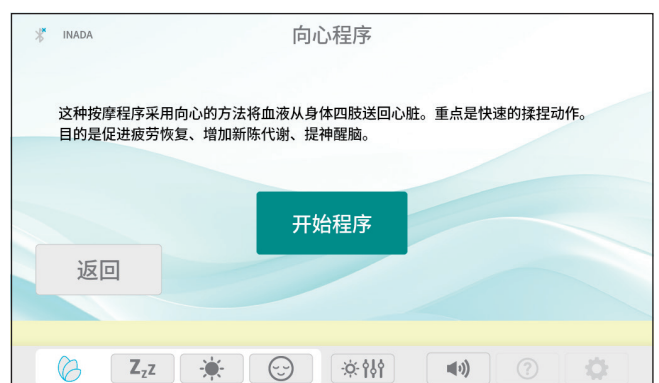 INADA
向心程序
这种按摩程序采用向心的方法将血液从身体四肢送回心脏。重点是快速的揉捏动作。
目的是促进疲劳恢复、增加新陈代谢、提神醒脑。
开始程序
返回
ZzZ